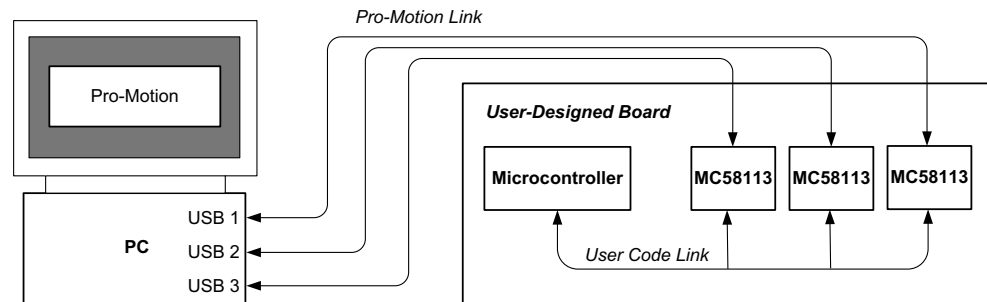 Pro-Motion Link
Pro-Motion
User-Designed Board
Microcontroller
MC58113
MC58113
MC58113
USB 1
PC
USB 2
User Code Link
USB 3